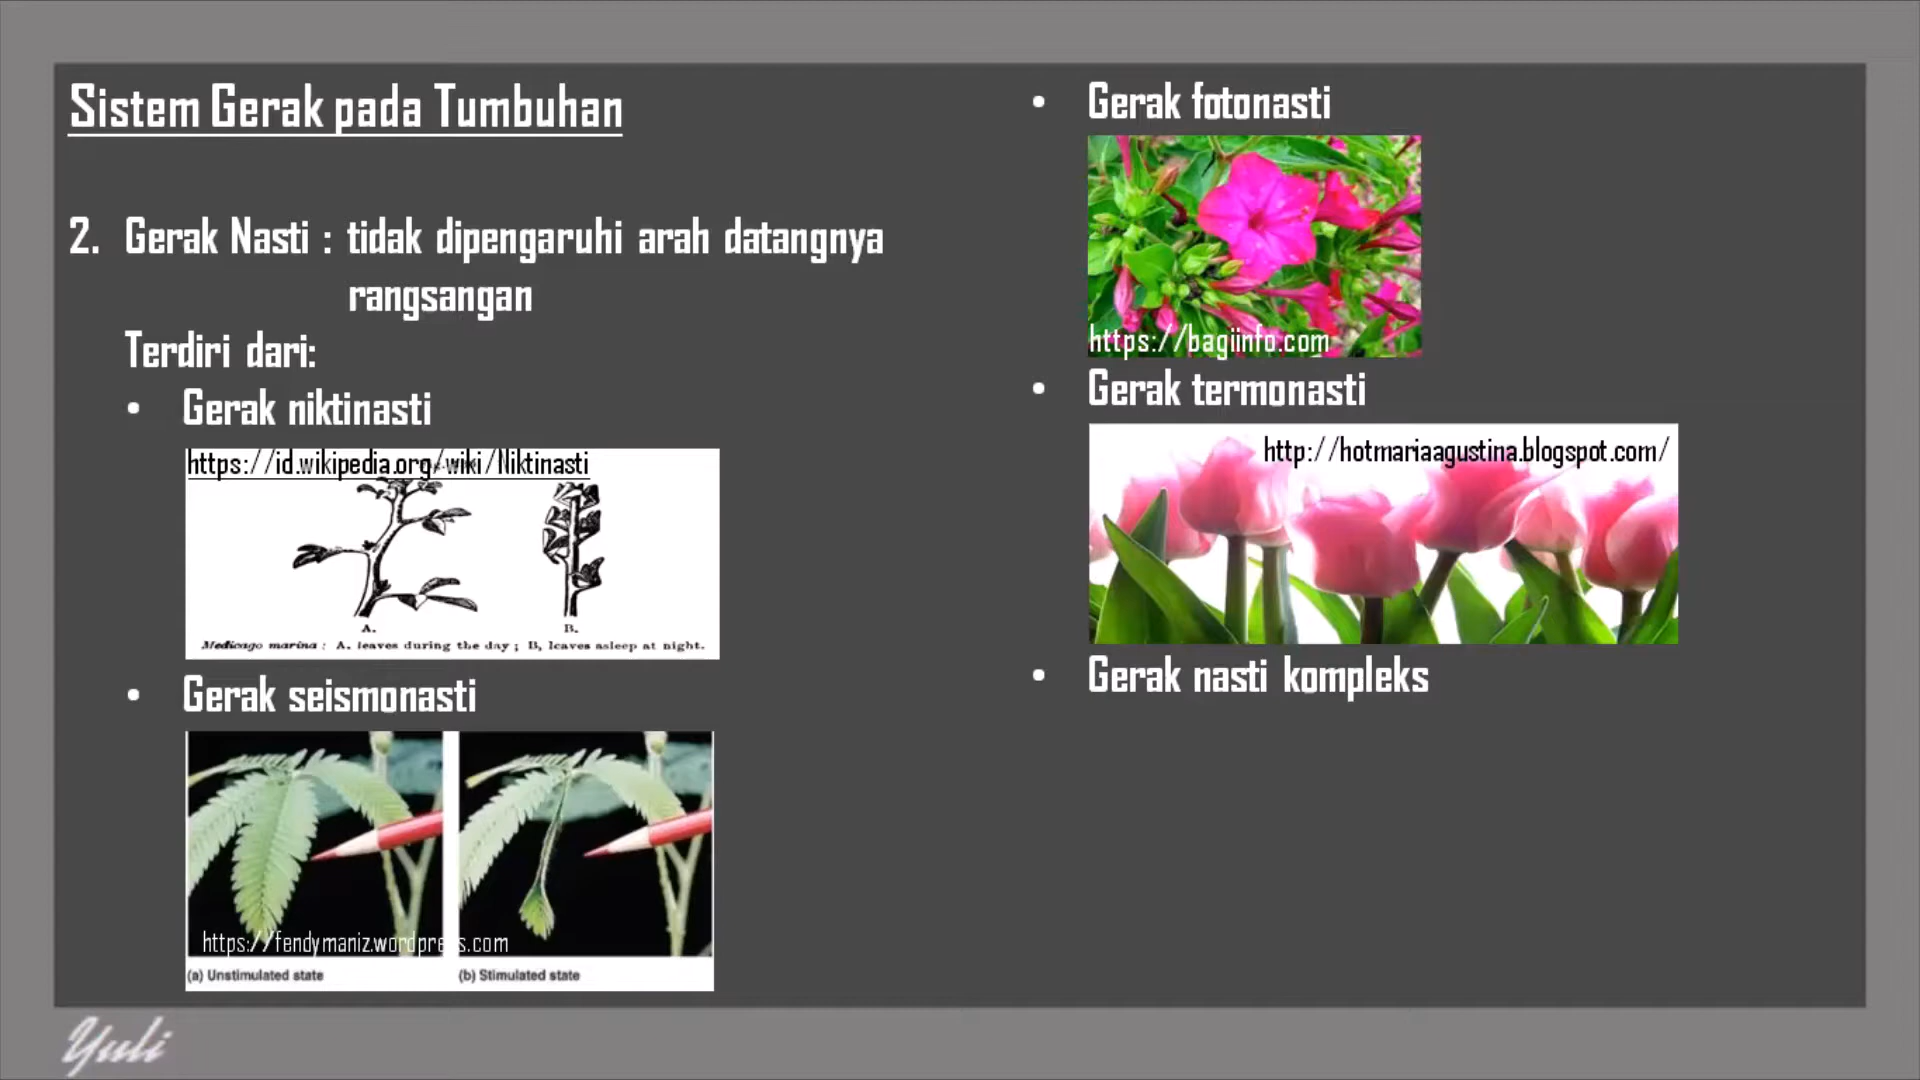 Sistem Gerak pada Tumbuhan
2. Gerak Nasti : tidak dipengaruhi arah datangnya
rangsangan
Terdiri dari:
• Gerak niktinasti
https://id.wikipedia.org/wiki/Niktinasti
A. B.
Medicago marina : A. leaves during the day ; B, leaves asleep at night.
• Gerak seismonasti
https://fendymaniz.wordpress.com
(a) Unstimulated state (b) Stimulated state
• Gerak fotonasti
https://bagiinfo.com
• Gerak termonasti
http://hotmariaagustina.blogspot.com/
• Gerak nasti kompleks
Yuli